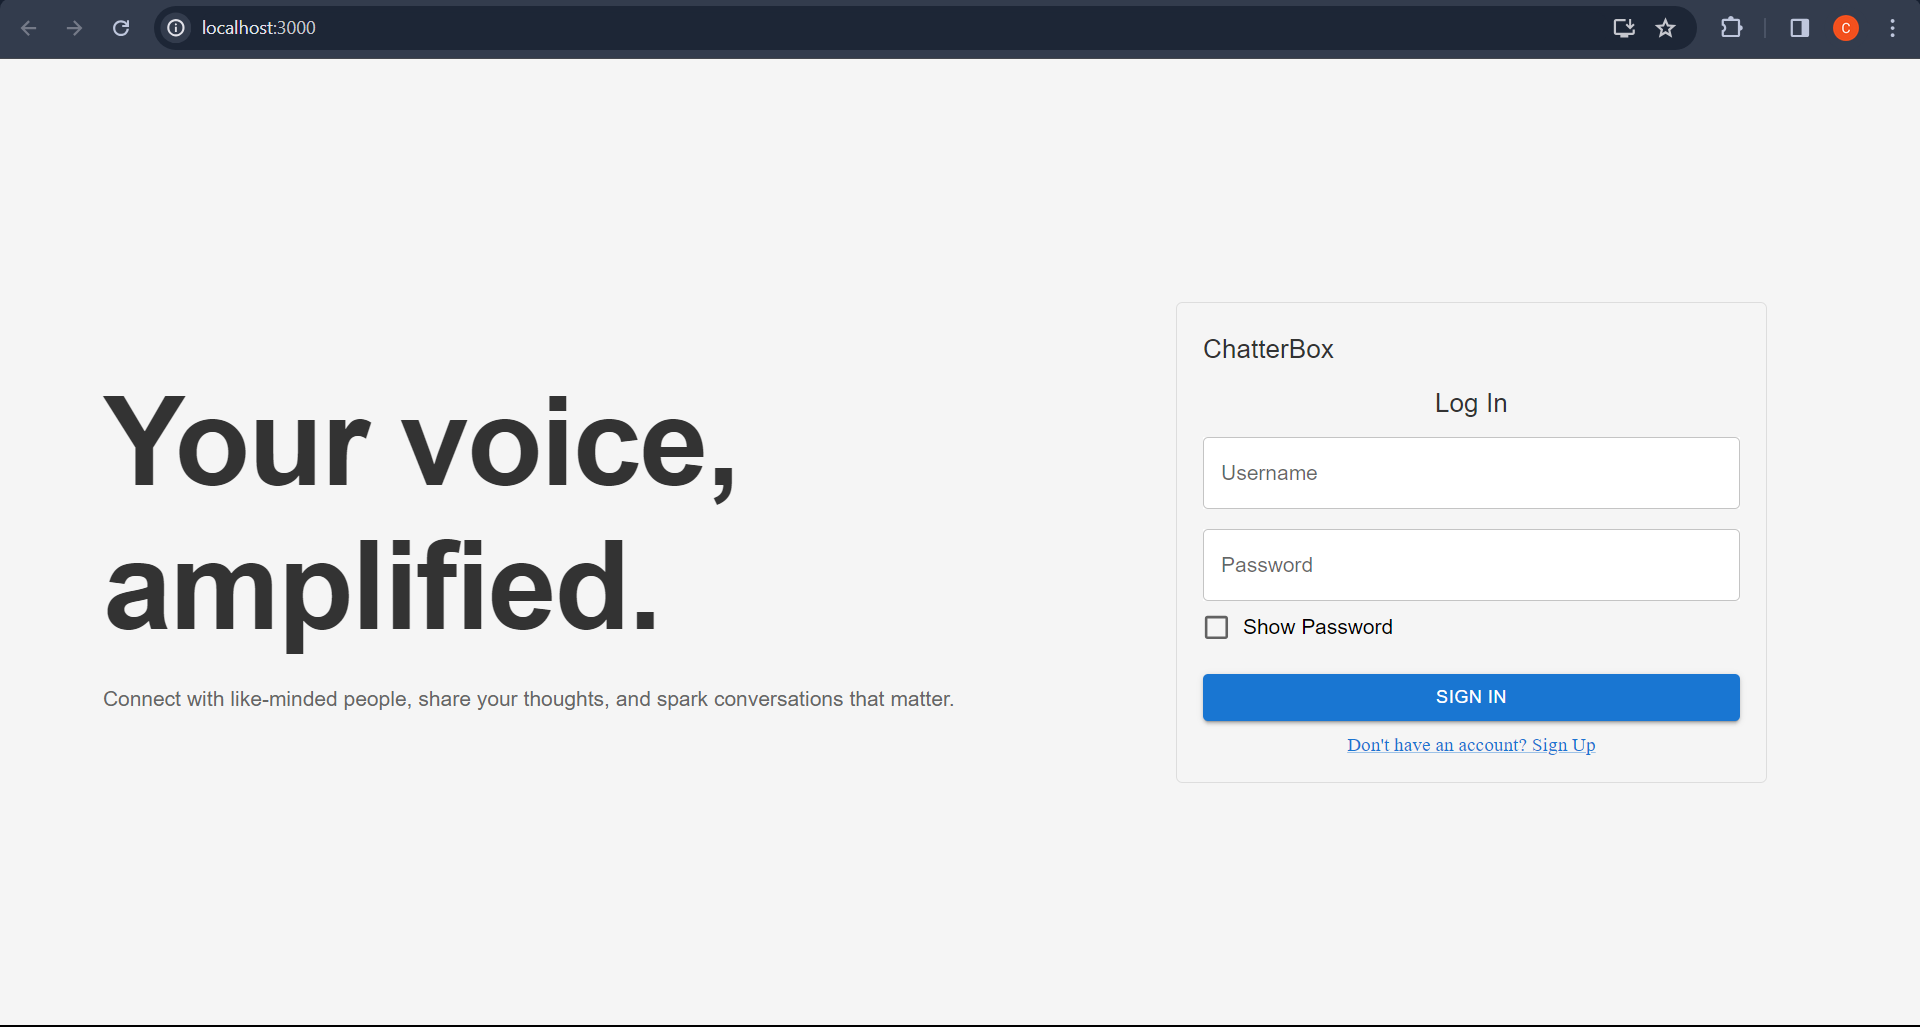 localhost:3000
C
Your voice,
amplified.
Connect with like-minded people, share your thoughts, and spark conversations that matter.
ChatterBox
Log In
Username
Password
Show Password
SIGN IN
Don't have an account? Sign Up